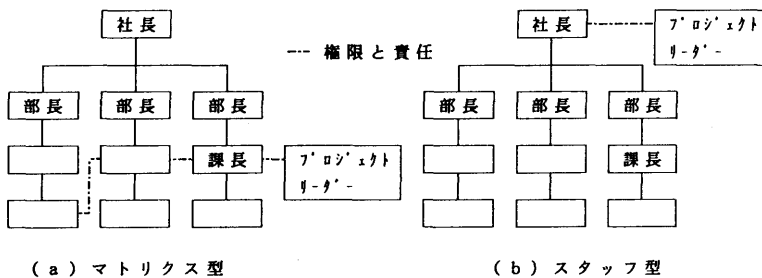 社長
社長
プロジェクト
リーダー
--- 権限と責任
部長
部長
部長
部長
部長
部長
課長
プロジェクト
リーダー
課長
(a) マトリクス型
(b) スタッフ型